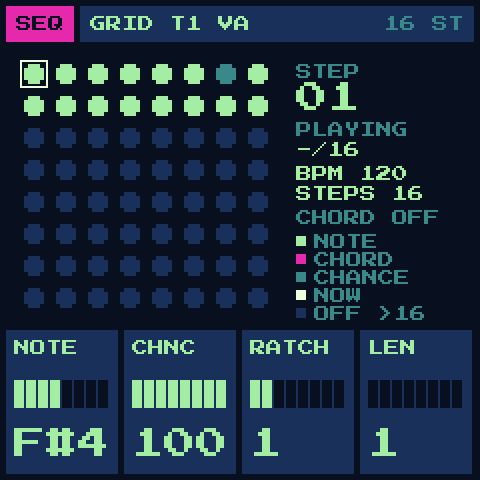 SEQ GRID T1 VA 16 ST
STEP
01
PLAYING
-/16
BPM 120
STEPS 16
CHORD OFF
NOTE
CHORD
CHANCE
NOW
OFF >16
NOTE CHNC RATCH LEN
F#4 100 1 1